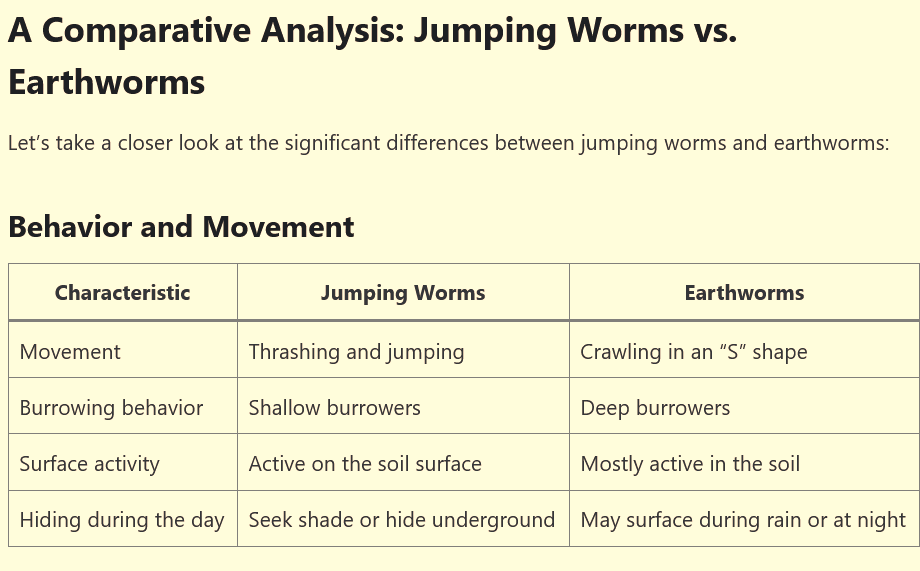 A Comparative Analysis: Jumping Worms vs.
Earthworms
Let’s take a closer look at the significant differences between jumping worms and earthworms:
Behavior and Movement
Characteristic Jumping Worms Earthworms
Movement Thrashing and jumping Crawling in an “S” shape
Burrowing behavior Shallow burrowers Deep burrowers
Surface activity Active on the soil surface Mostly active in the soil
Hiding during the day Seek shade or hide underground May surface during rain or at night